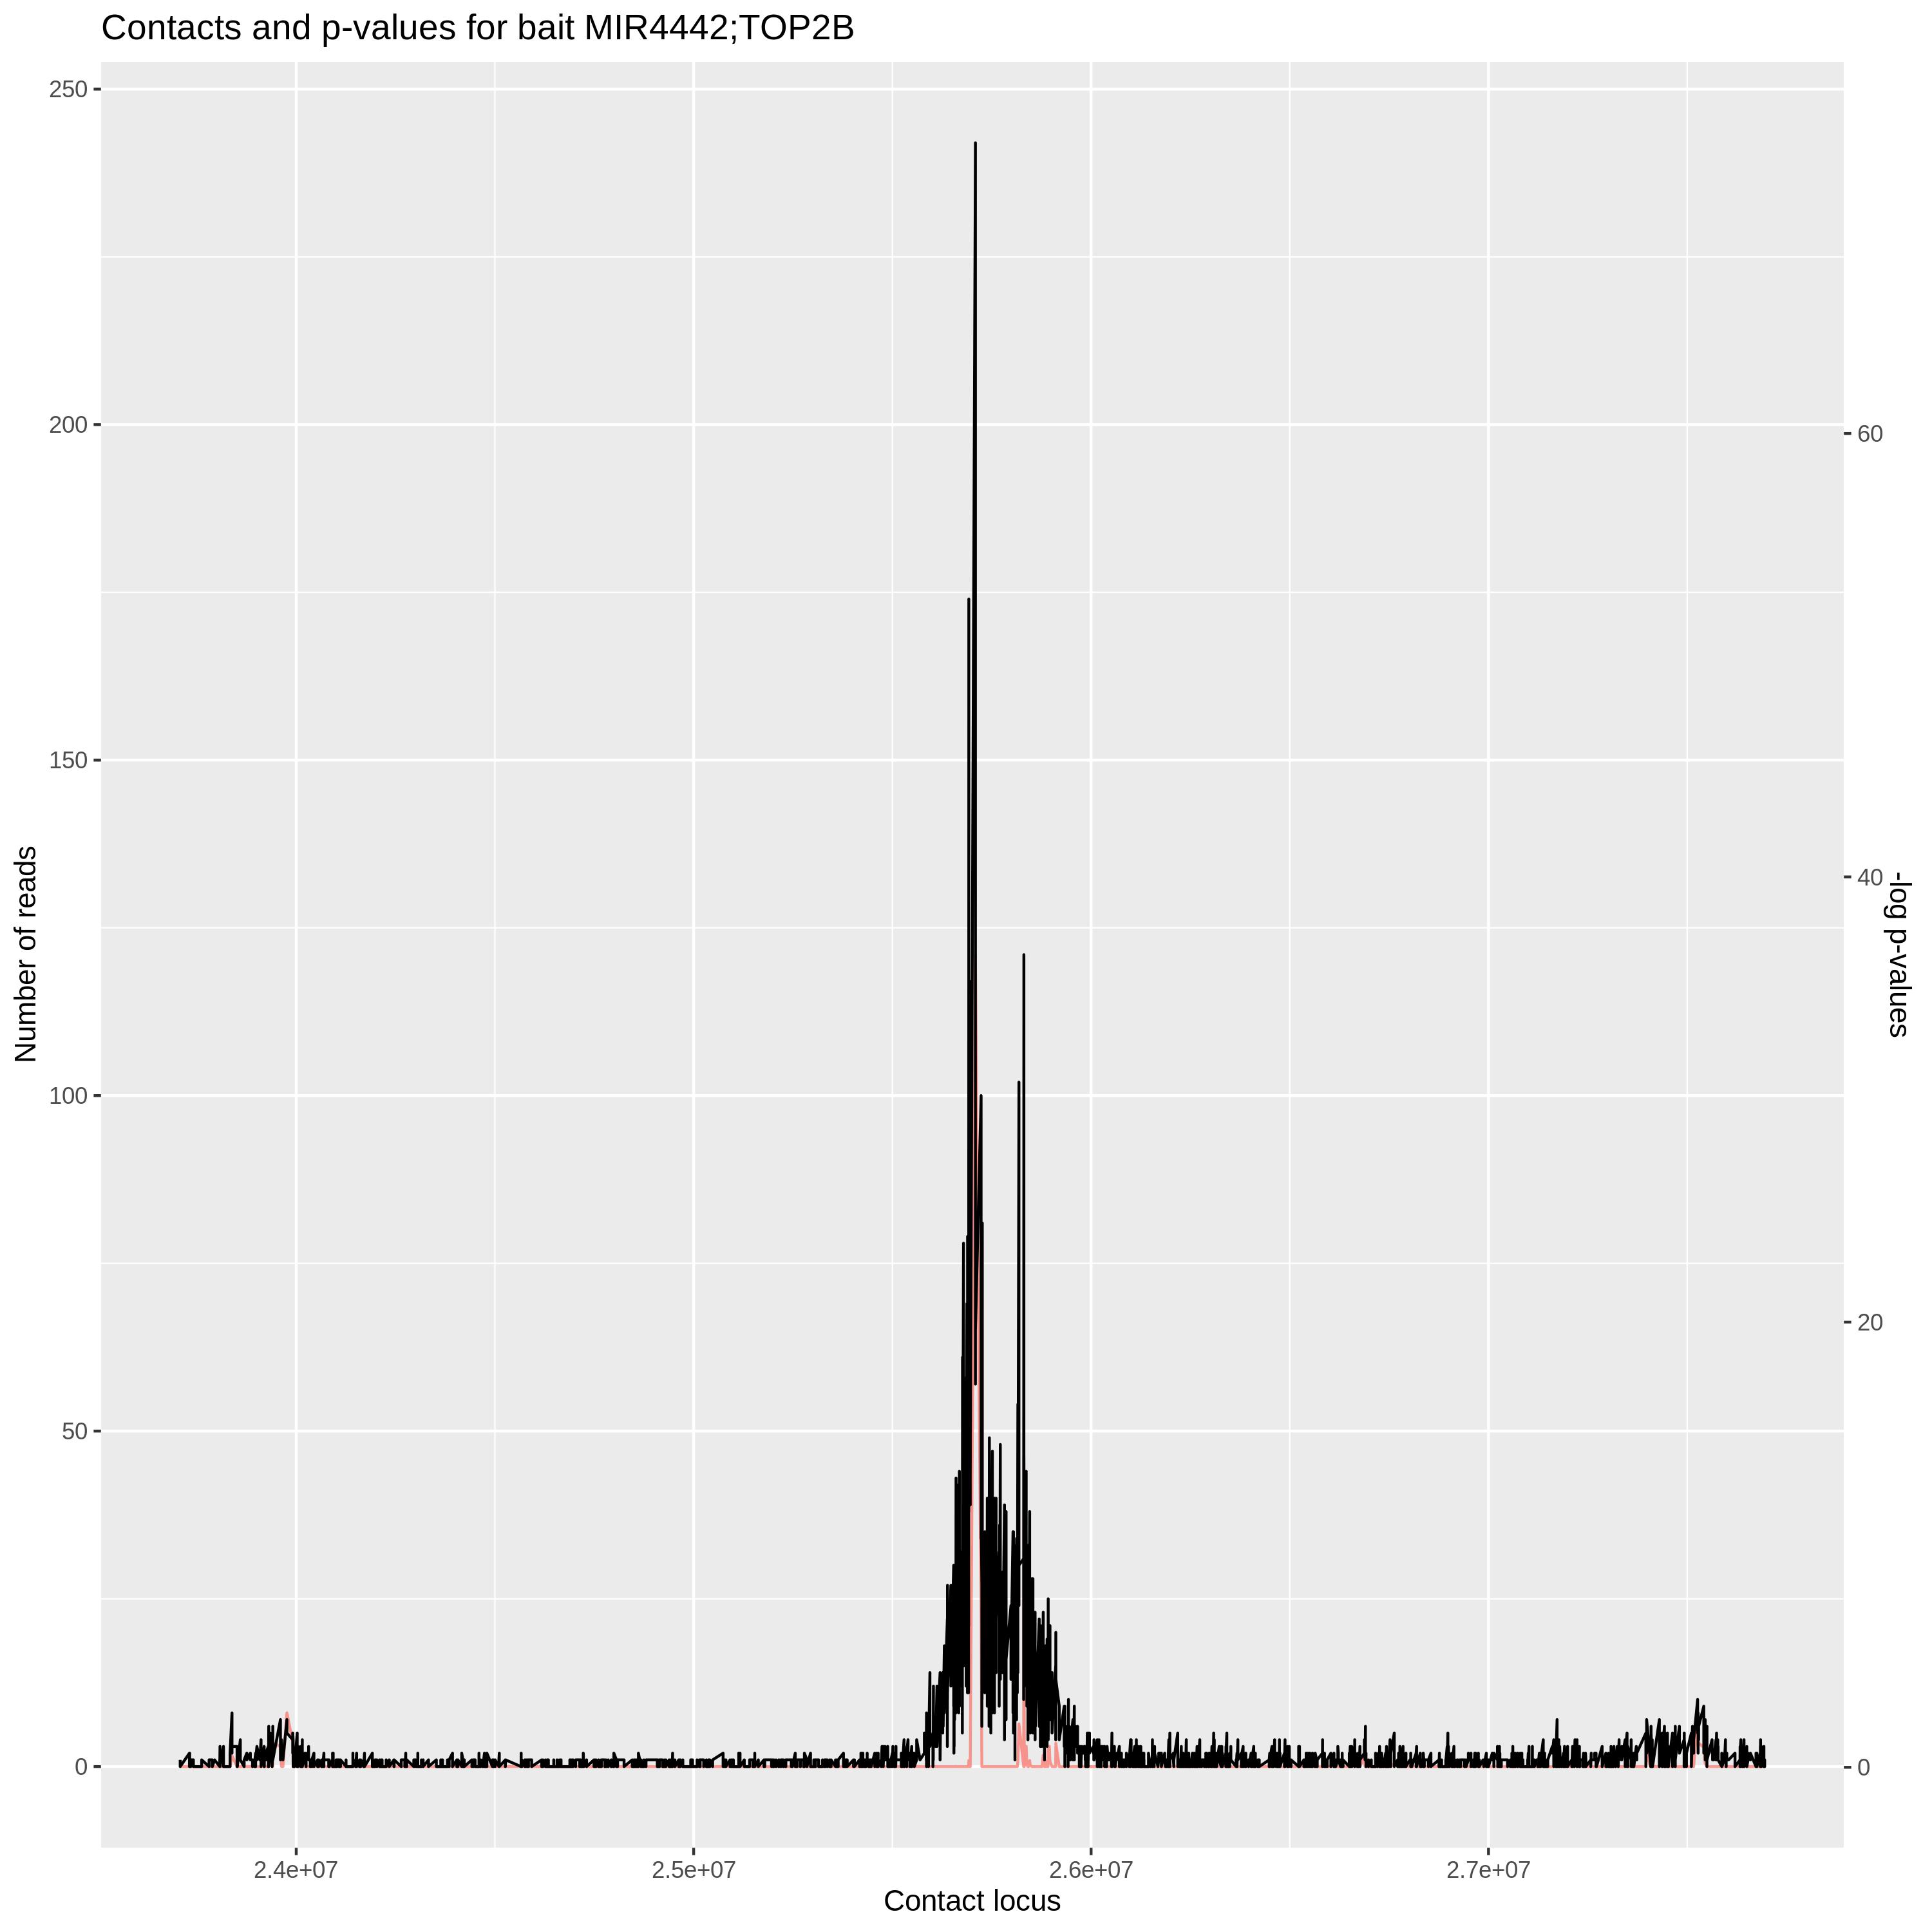 Contacts and p-values for bait MIR4442;TOP2B
250
200
150
100
50
0
Number of reads
60
40
20
0
-log p-values
2.4e+07
2.5e+07
2.6e+07
2.7e+07
Contact locus